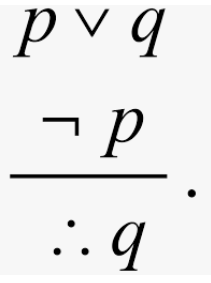 p ∨ q
¬ p
∴ q .